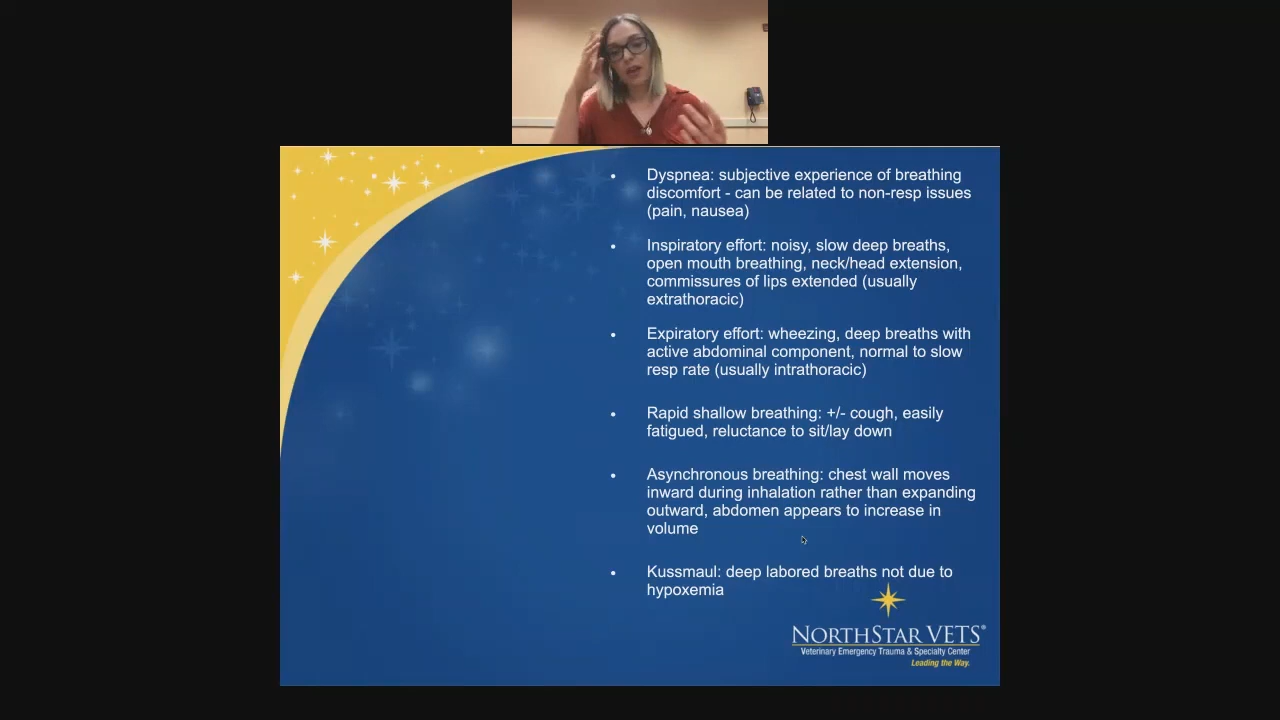 Dyspnea: subjective experience of breathing
discomfort - can be related to non-resp issues
(pain, nausea)
Inspiratory effort: noisy, slow deep breaths,
open mouth breathing, neck/head extension,
commissures of lips extended (usually
extrathoracic)
Expiratory effort: wheezing, deep breaths with
active abdominal component, normal to slow
resp rate (usually intrathoracic)
Rapid shallow breathing: +/- cough, easily
fatigued, reluctance to sit/lay down
Asynchronous breathing: chest wall moves
inward during inhalation rather than expanding
outward, abdomen appears to increase in
volume
Kussmaul: deep labored breaths not due to
hypoxemia
NORTHSTAR VETS®
Veterinary Emergency Trauma & Specialty Center
Leading the Way.